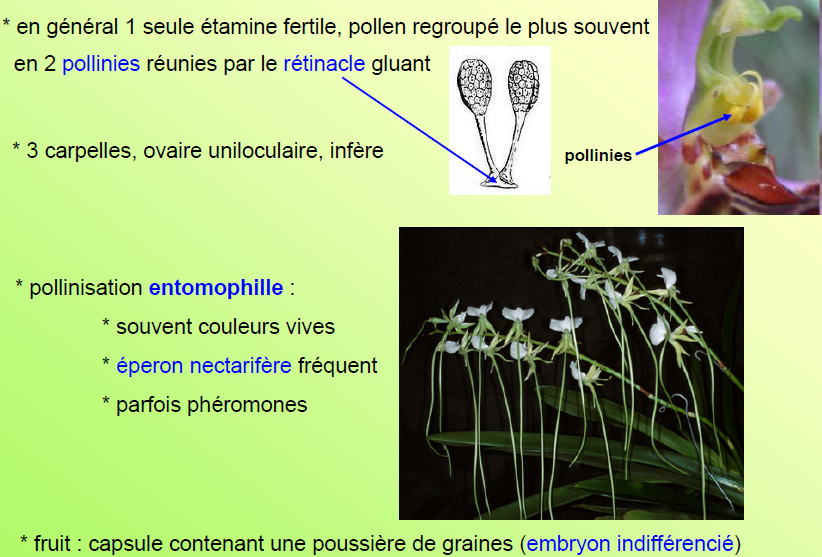 * en général 1 seule étamine fertile, pollen regroupé le plus souvent
en 2 pollinies réunies par le rétinacle gluant
* 3 carpelles, ovaire uniloculaire, infère
pollinies
* pollinisation entomophille :
* souvent couleurs vives
* éperon nectarifère fréquent
* parfois phéromones
* fruit : capsule contenant une poussière de graines (embryon indifférencié)